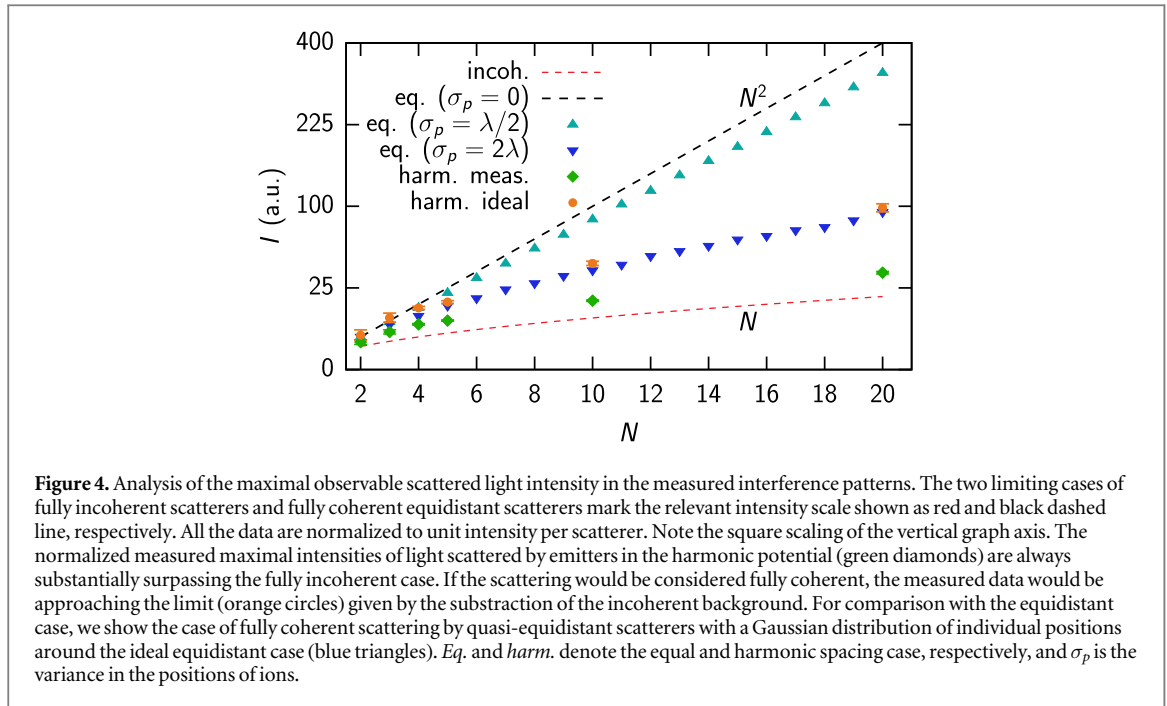 400
225
100
25
0
I (a.u.)
incoh.
eq. (σₚ = 0)
eq. (σₚ = λ/2)
eq. (σₚ = 2λ)
harm. meas.
harm. ideal
N²
N
2 4 6 8 10 12 14 16 18 20
N
Figure 4. Analysis of the maximal observable scattered light intensity in the measured interference patterns. The two limiting cases of
fully incoherent scatterers and fully coherent equidistant scatterers mark the relevant intensity scale shown as red and black dashed
line, respectively. All the data are normalized to unit intensity per scatterer. Note the square scaling of the vertical graph axis. The
normalized measured maximal intensities of light scattered by emitters in the harmonic potential (green diamonds) are always
substantially surpassing the fully incoherent case. If the scattering would be considered fully coherent, the measured data would be
approaching the limit (orange circles) given by the substraction of the incoherent background. For comparison with the equidistant
case, we show the case of fully coherent scattering by quasi-equidistant scatterers with a Gaussian distribution of individual positions
around the ideal equidistant case (blue triangles). Eq. and harm. denote the equal and harmonic spacing case, respectively, and σₚ is the
variance in the positions of ions.